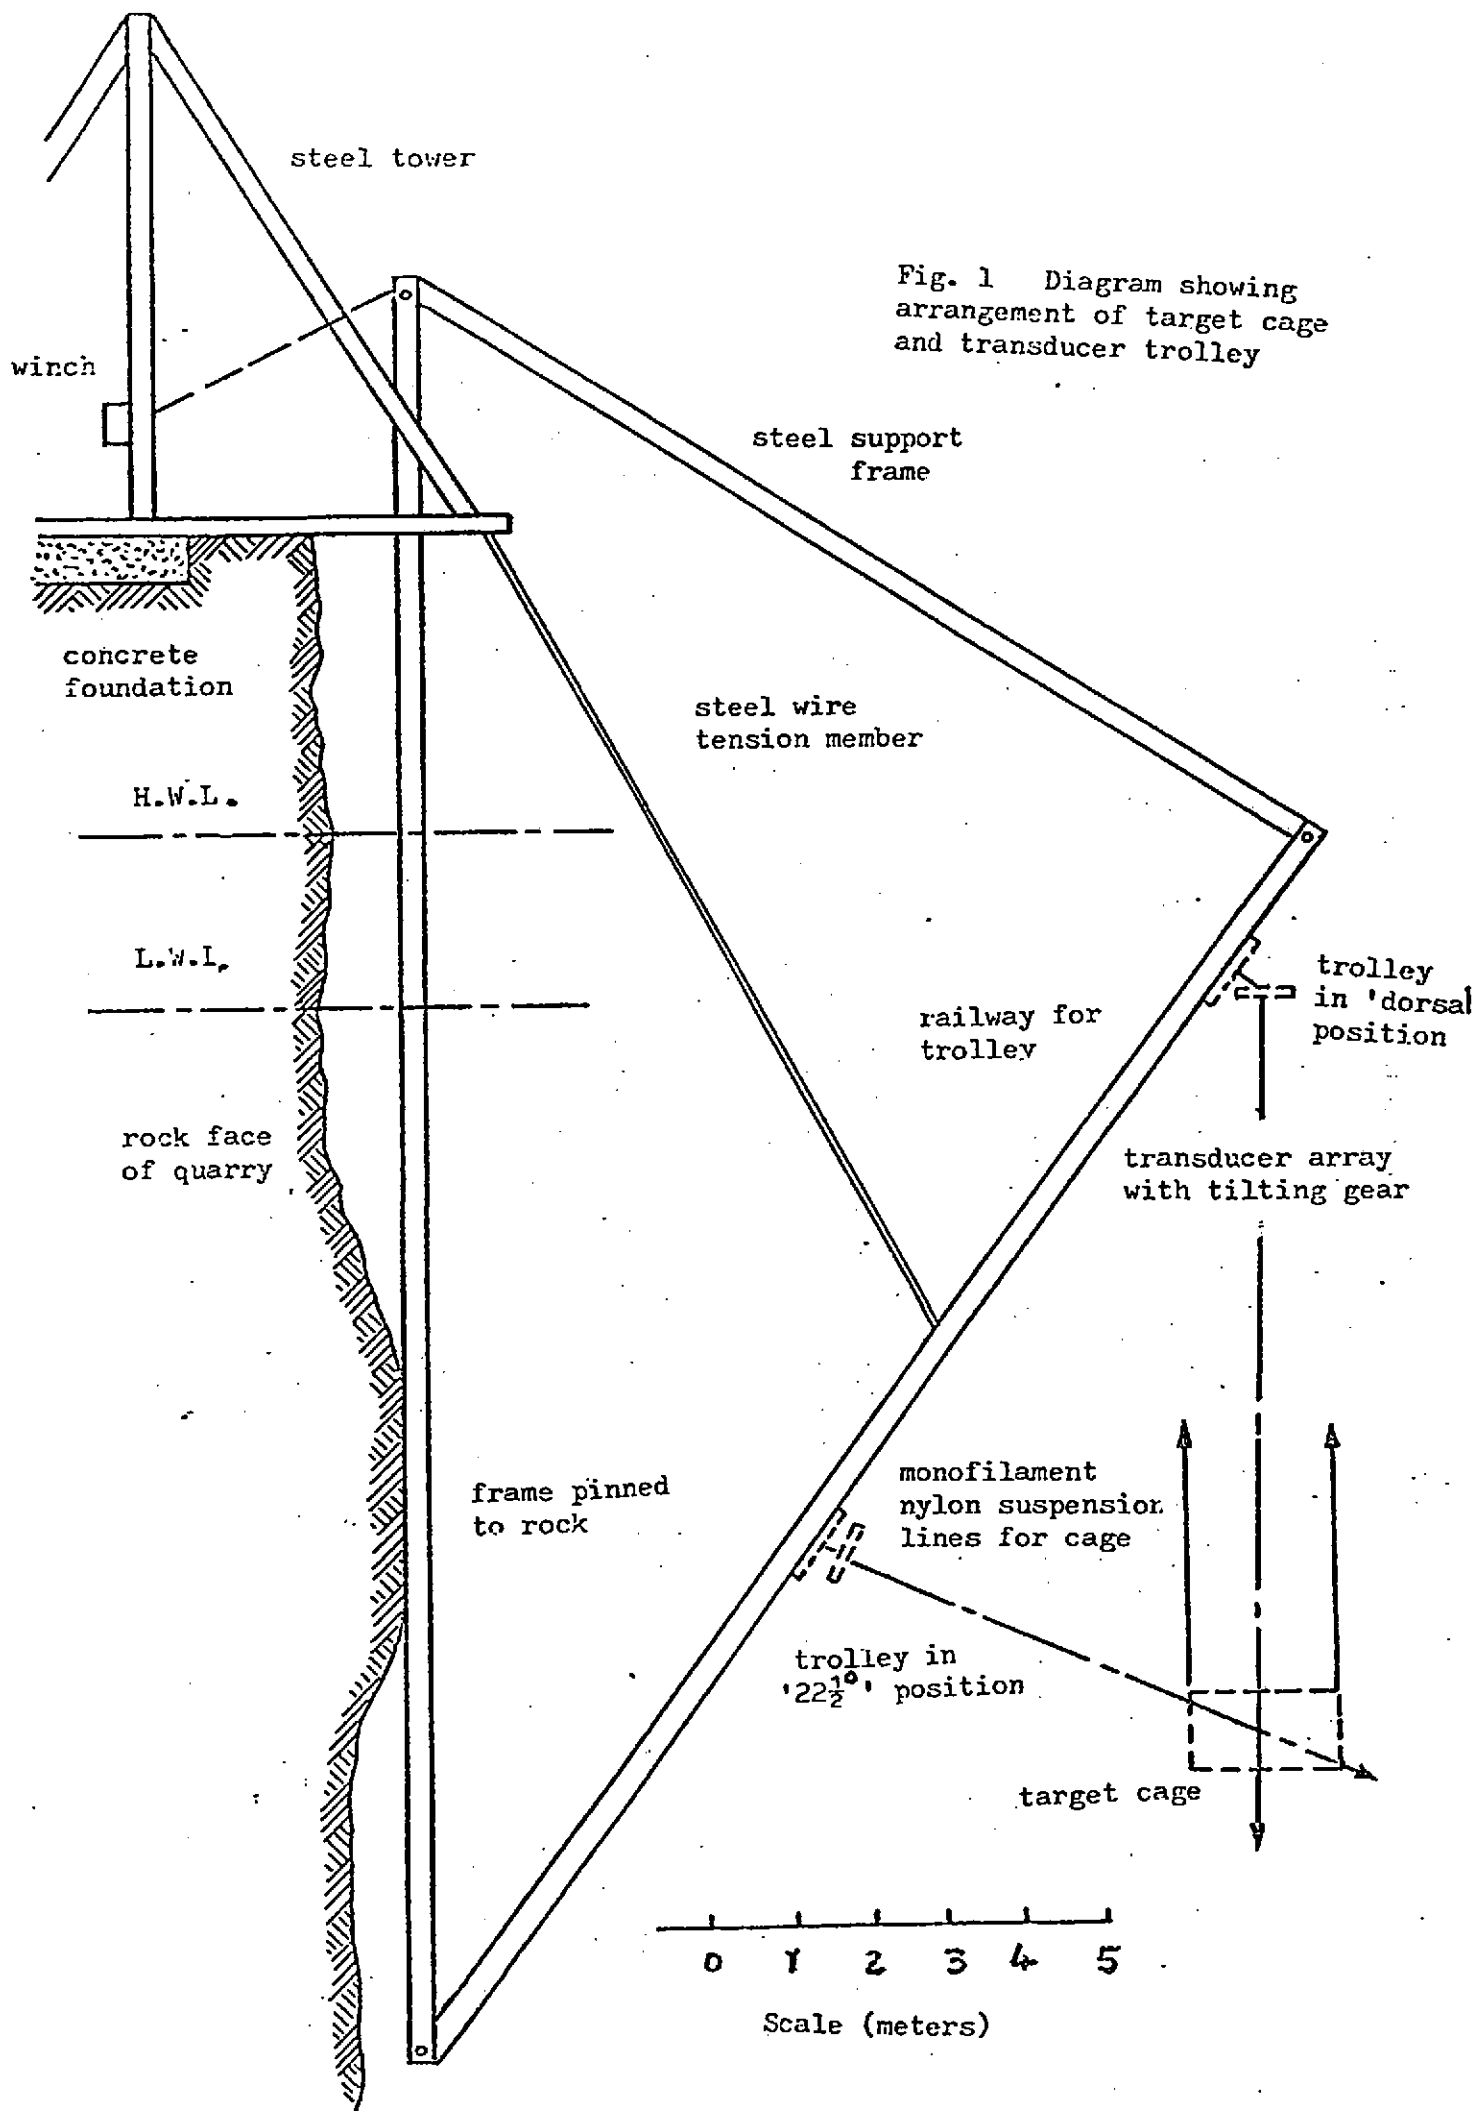 steel tower
Fig. 1 Diagram showing
arrangement of target cage
and transducer trolley
winch
steel support
frame
concrete
foundation
steel wire
tension member
H.W.L.
L.W.L.
trolley
in 'dorsal
position
railway for
trolley
rock face
of quarry
transducer array
with tilting gear
monofilament
nylon suspension
lines for cage
frame pinned
to rock
trolley in
'22½°' position
target cage
0 1 2 3 4 5
Scale (meters)